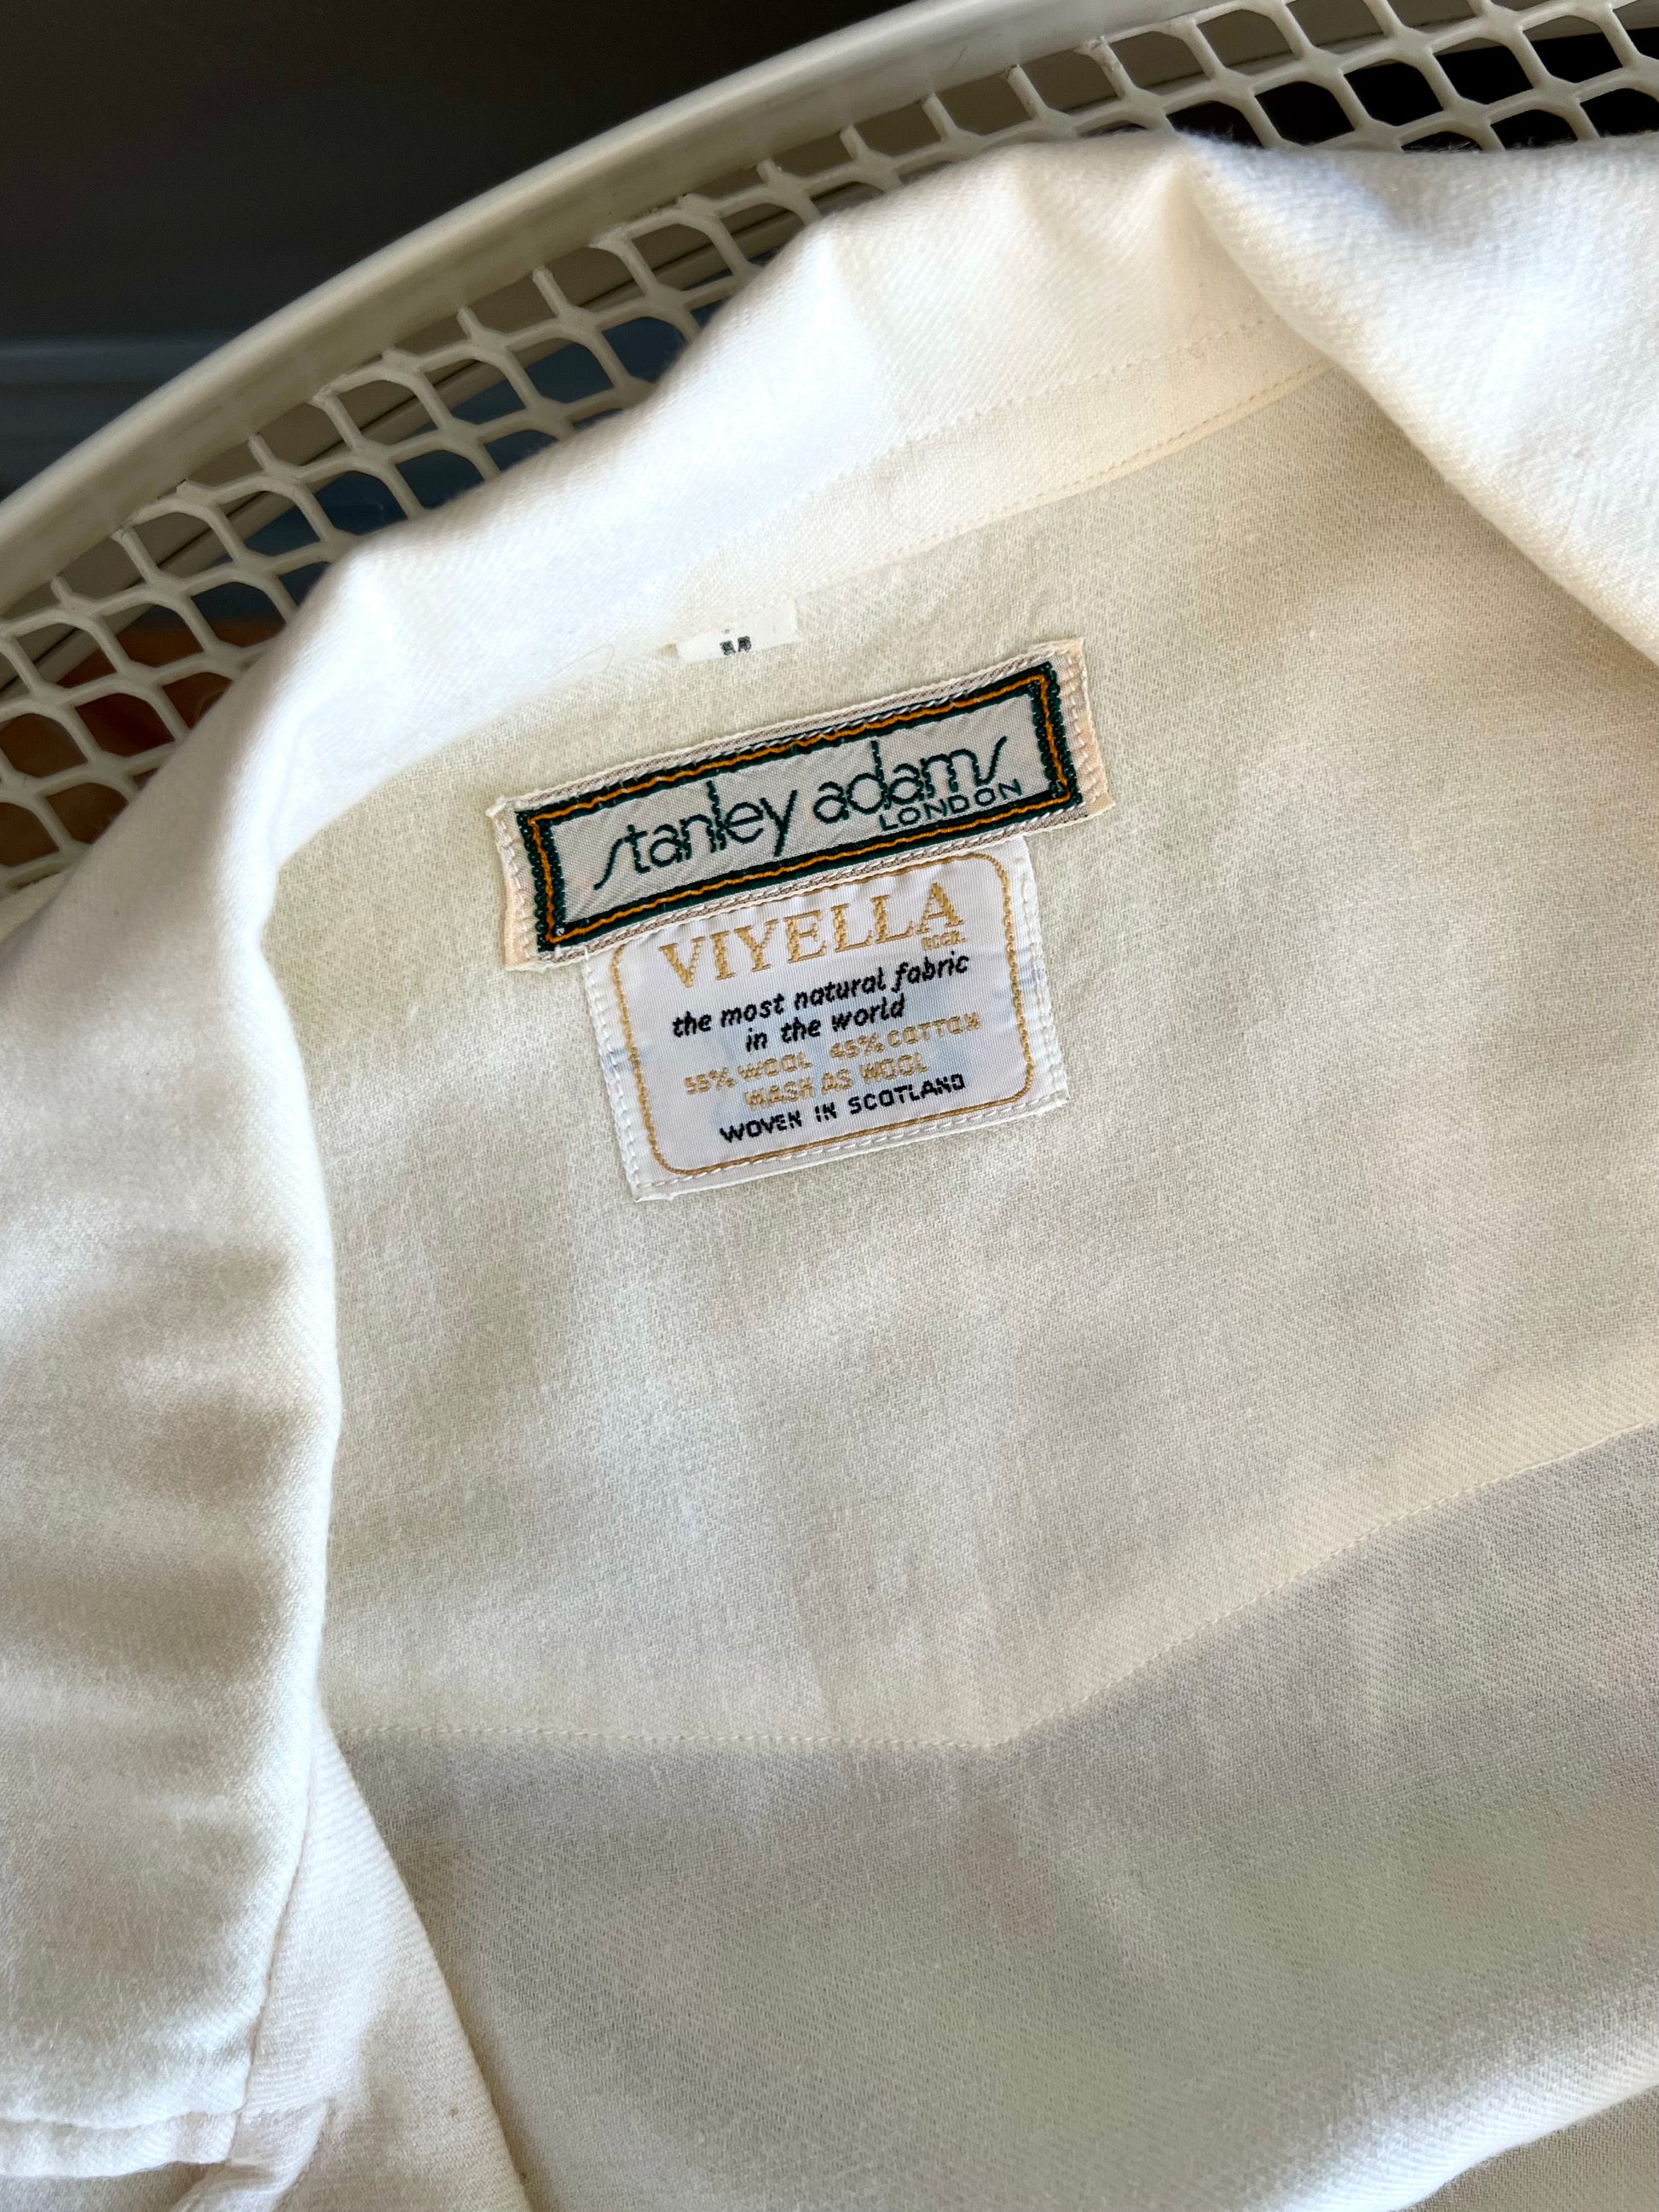 M
stanley adams
LONDON
VIYELLA
REGR.
the most natural fabric
in the world
55% WOOL 45% COTTON
WASH AS WOOL
WOVEN IN SCOTLAND